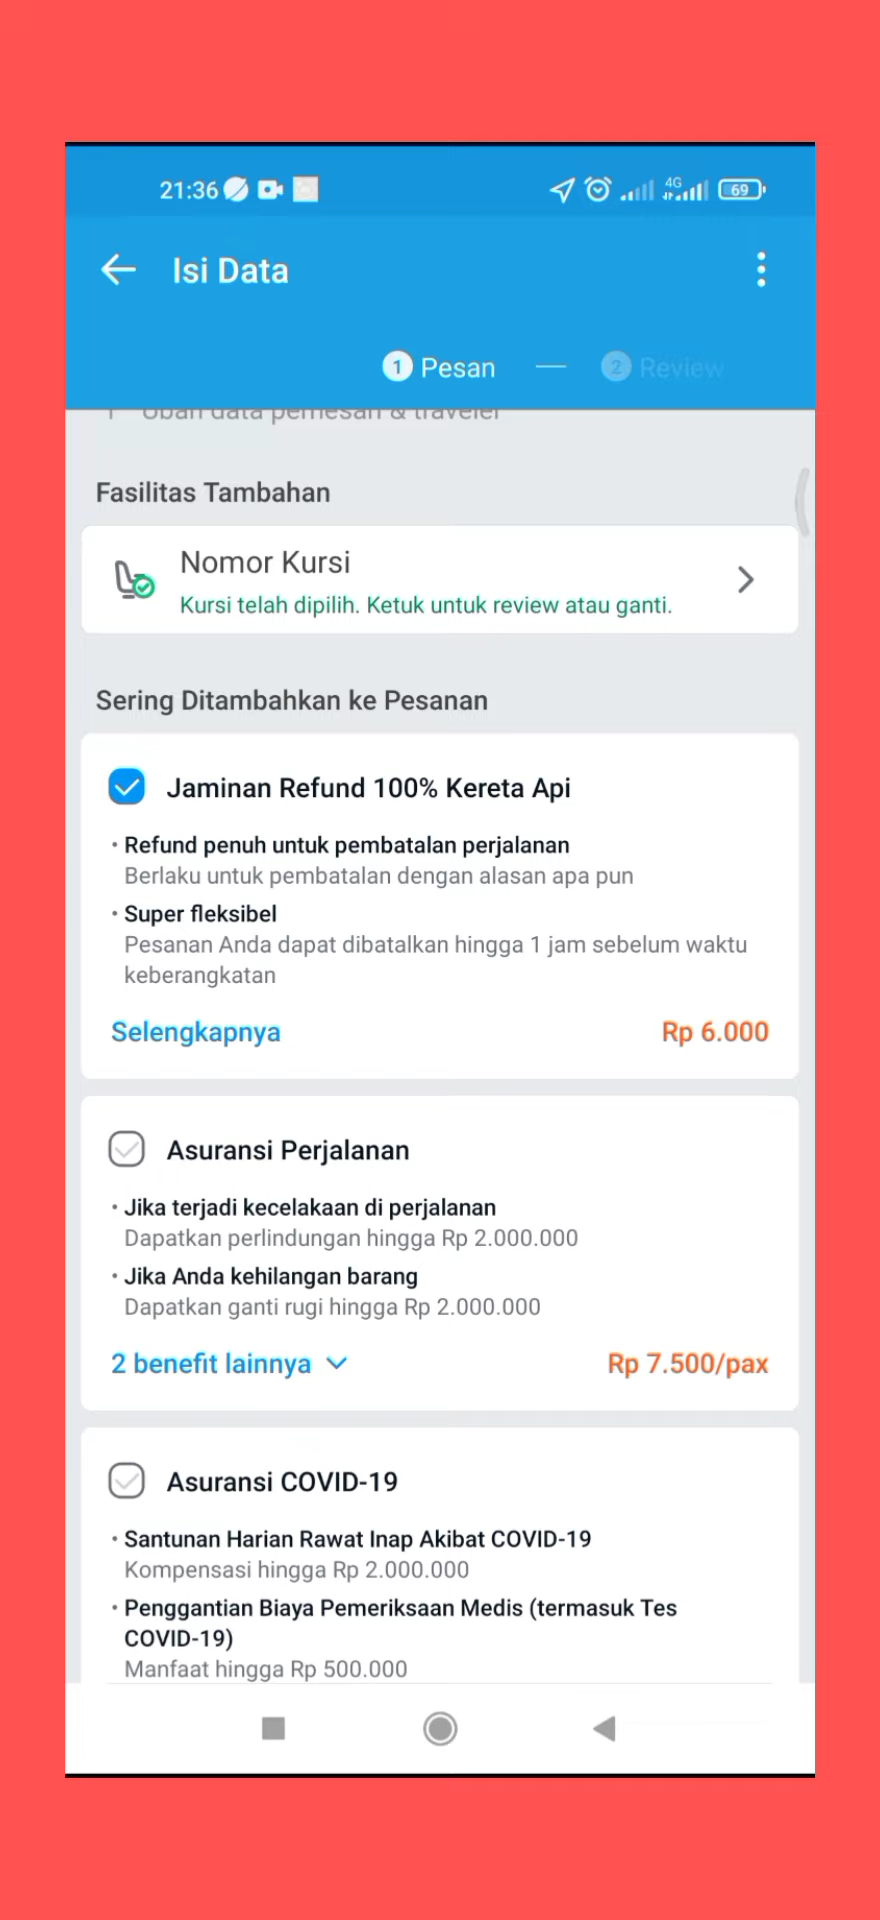 21:36
4G
69
Isi Data
1 Pesan — 2 Review
Ubah data pemesan & traveler
Fasilitas Tambahan
Nomor Kursi
Kursi telah dipilih. Ketuk untuk review atau ganti.
Sering Ditambahkan ke Pesanan
Jaminan Refund 100% Kereta Api
• Refund penuh untuk pembatalan perjalanan
Berlaku untuk pembatalan dengan alasan apa pun
• Super fleksibel
Pesanan Anda dapat dibatalkan hingga 1 jam sebelum waktu
keberangkatan
Selengkapnya Rp 6.000
Asuransi Perjalanan
• Jika terjadi kecelakaan di perjalanan
Dapatkan perlindungan hingga Rp 2.000.000
• Jika Anda kehilangan barang
Dapatkan ganti rugi hingga Rp 2.000.000
2 benefit lainnya Rp 7.500/pax
Asuransi COVID-19
• Santunan Harian Rawat Inap Akibat COVID-19
Kompensasi hingga Rp 2.000.000
• Penggantian Biaya Pemeriksaan Medis (termasuk Tes
COVID-19)
Manfaat hingga Rp 500.000